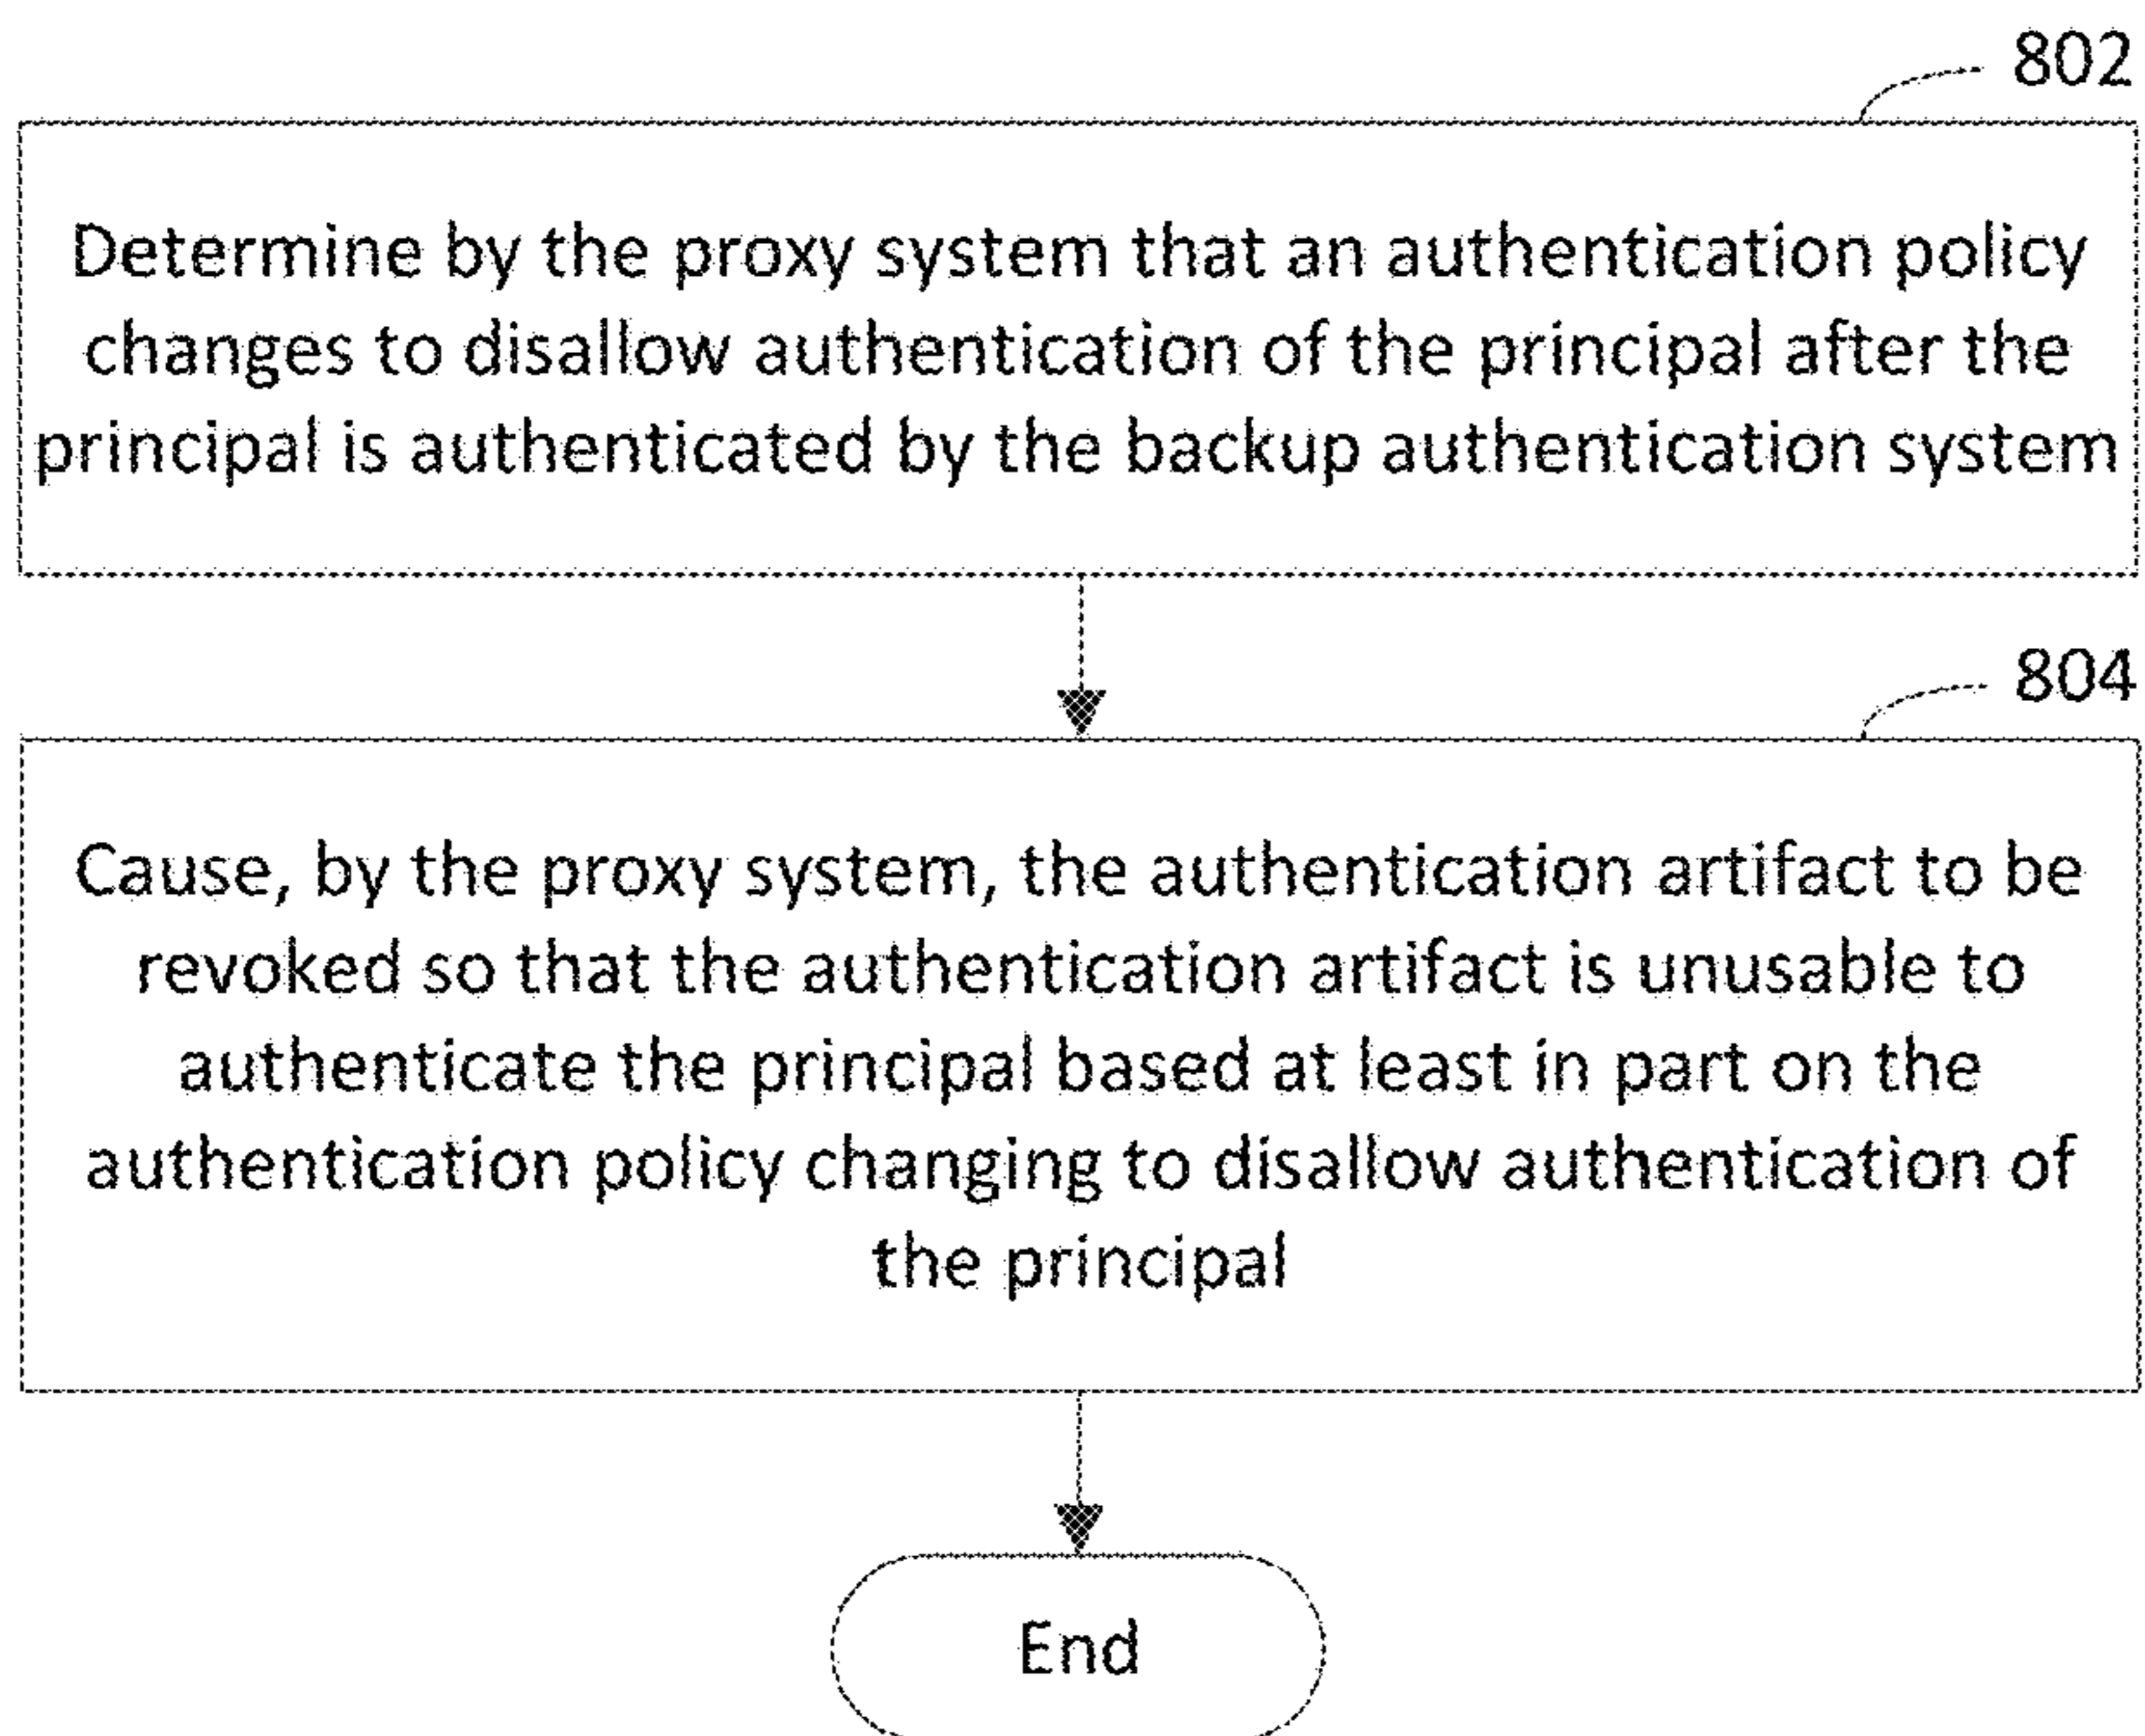 802
Determine by the proxy system that an authentication policy
changes to disallow authentication of the principal after the
principal is authenticated by the backup authentication system
804
Cause, by the proxy system, the authentication artifact to be
revoked so that the authentication artifact is unusable to
authenticate the principal based at least in part on the
authentication policy changing to disallow authentication of
the principal
End